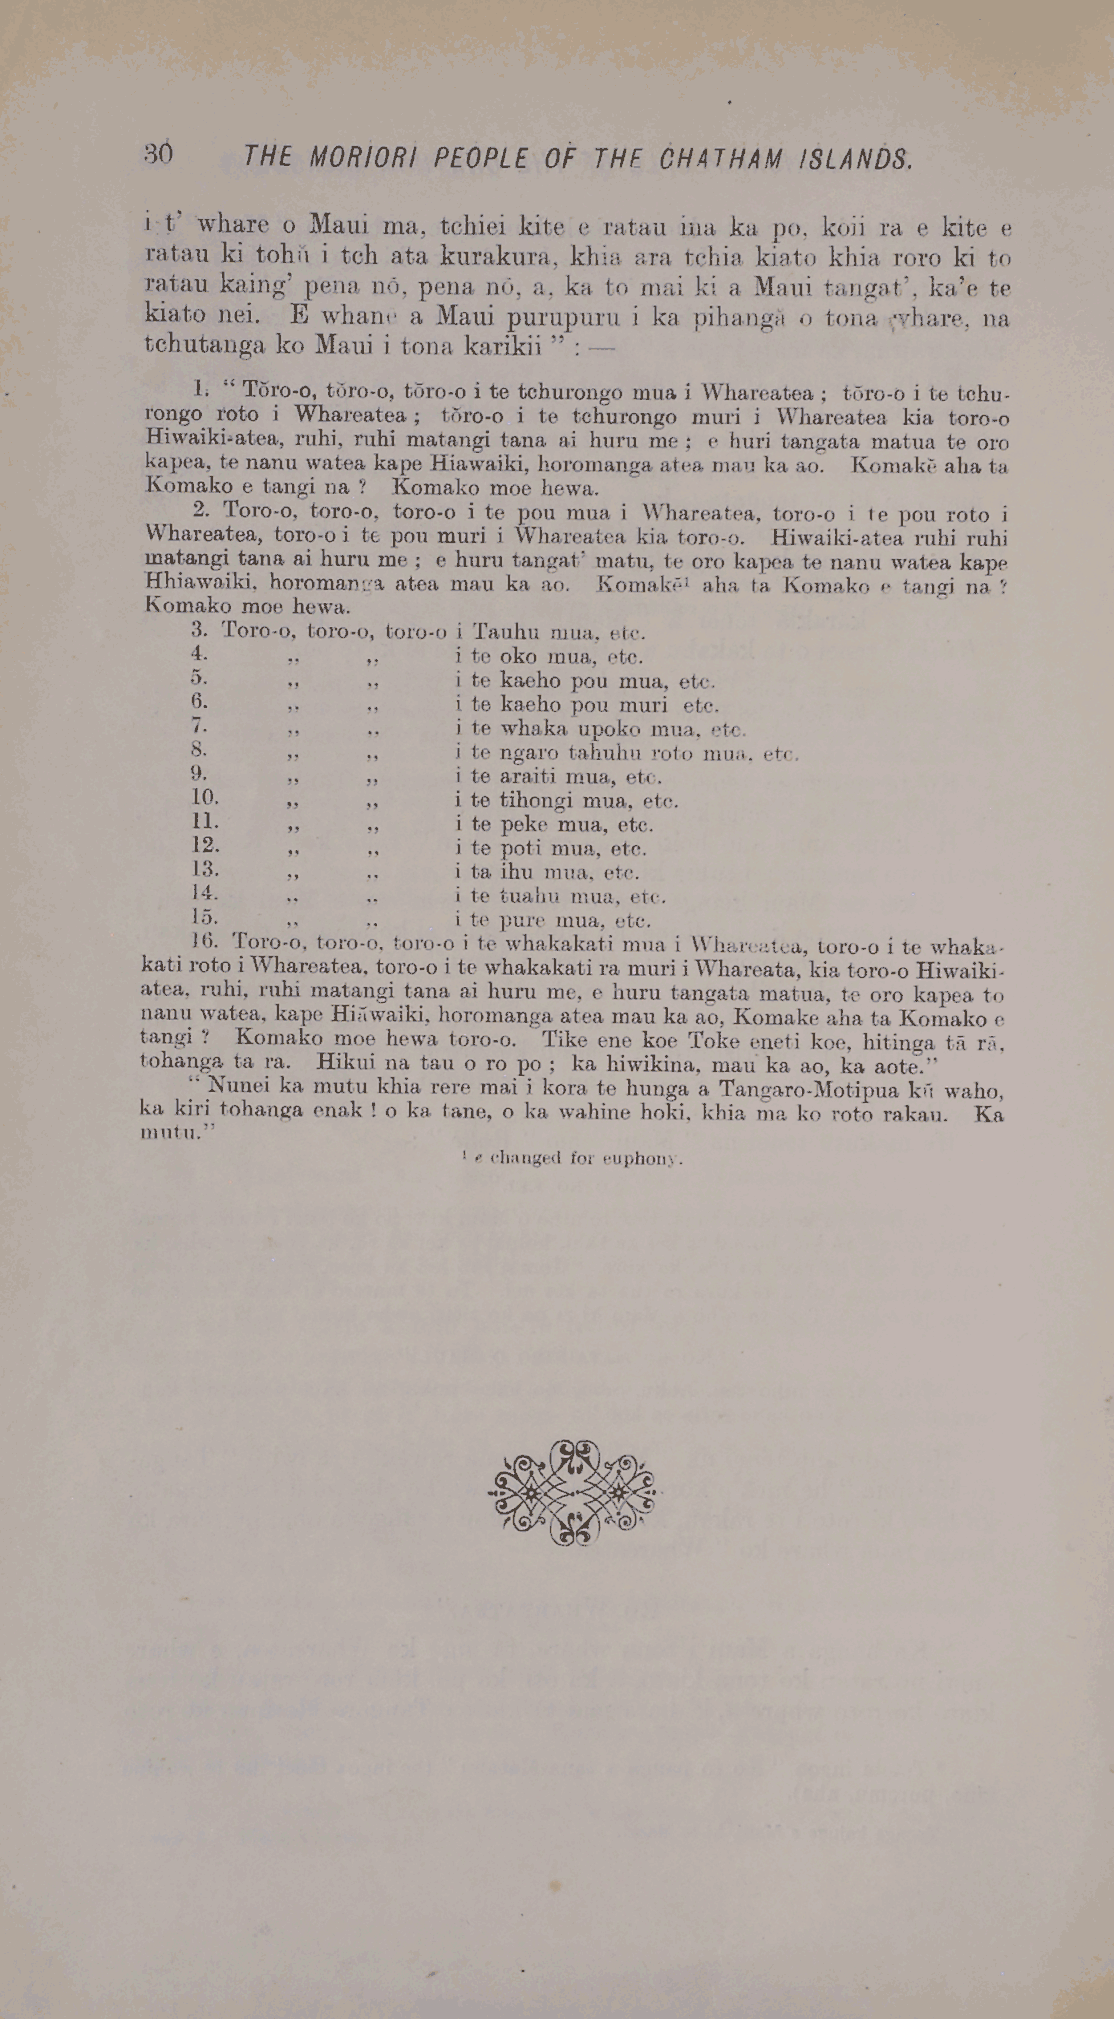 30 THE MORIORI PEOPLE OF THE CHATHAM ISLANDS.
i t' whare o Maui ma, tchiei kite e ratau ina ka po, koii ra e kite e
ratau ki tohŭ i tch ata kurakura, khia ara tchia kiato khia roro ki to
ratau kaing' pena nô, pena nô, a, ka to mai ki a Maui tangat', ka'e te
kiato nei. E whane a Maui purupuru i ka pihangă o tona whare, na
tchutanga ko Maui i tona karikii " : —
1. " Tōro-o, tōro-o, tōro-o i te tchurongo mua i Whareatea ; tōro-o i te tchu-
rongo roto i Whareatea ; tōro-o i te tchurongo muri i Whareatea kia toro-o
Hiwaiki-atea, ruhi, ruhi matangi tana ai huru me ; e huri tangata matua te oro
kapea, te nanu watea kape Hiawaiki, horomanga atea mau ka ao. Komakĕ aha ta
Komako e tangi na ? Komako moe hewa.
2. Toro-o, toro-o, toro-o i te pou mua i Whareatea, toro-o i te pou roto i
Whareatea, toro-o i te pou muri i Whareatea kia toro-o. Hiwaiki-atea ruhi ruhi
matangi tana ai huru me ; e huru tangat' matu, te oro kapea te nanu watea kape
Hhiawaiki, horomanga atea mau ka ao. Komakĕ¹ aha ta Komako e tangi na ?
Komako moe hewa.
3. Toro-o, toro-o, toro-o i Tauhu mua, etc.
4. ,, ,, i te oko mua, etc.
5. ,, ,, i te kaeho pou mua, etc.
6. ,, ,, i te kaeho pou muri etc.
7. ,, ,, i te whaka upoko mua, etc.
8. ,, ,, i te ngaro tahuhu roto mua, etc.
9. ,, ,, i te araiti mua, etc.
10. ,, ,, i te tihongi mua, etc.
11. ,, ,, i te peke mua, etc.
12. ,, ,, i te poti mua, etc.
13. ,, ,, i ta ihu mua, etc.
14. ,, ,, i te tuahu mua, etc.
15. ,, ,, i te pure mua, etc.
16. Toro-o, toro-o, toro-o i te whakakati mua i Whareatea, toro-o i te whaka-
kati roto i Whareatea, toro-o i te whakakati ra muri i Whareata, kia toro-o Hiwaiki-
atea, ruhi, ruhi matangi tana ai huru me, e huru tangata matua, te oro kapea to
nanu watea, kape Hiăwaiki, horomanga atea mau ka ao, Komake aha ta Komako e
tangi ? Komako moe hewa toro-o. Tike ene koe Toke eneti koe, hitinga tā rā,
tohanga ta ra. Hikui na tau o ro po ; ka hiwikina, mau ka ao, ka aote."
" Nunei ka mutu khia rere mai i kora te hunga a Tangaro-Motipua kŭ waho,
ka kiri tohanga enak ! o ka tane, o ka wahine hoki, khia ma ko roto rakau. Ka
mutu."
¹ e changed for euphony.